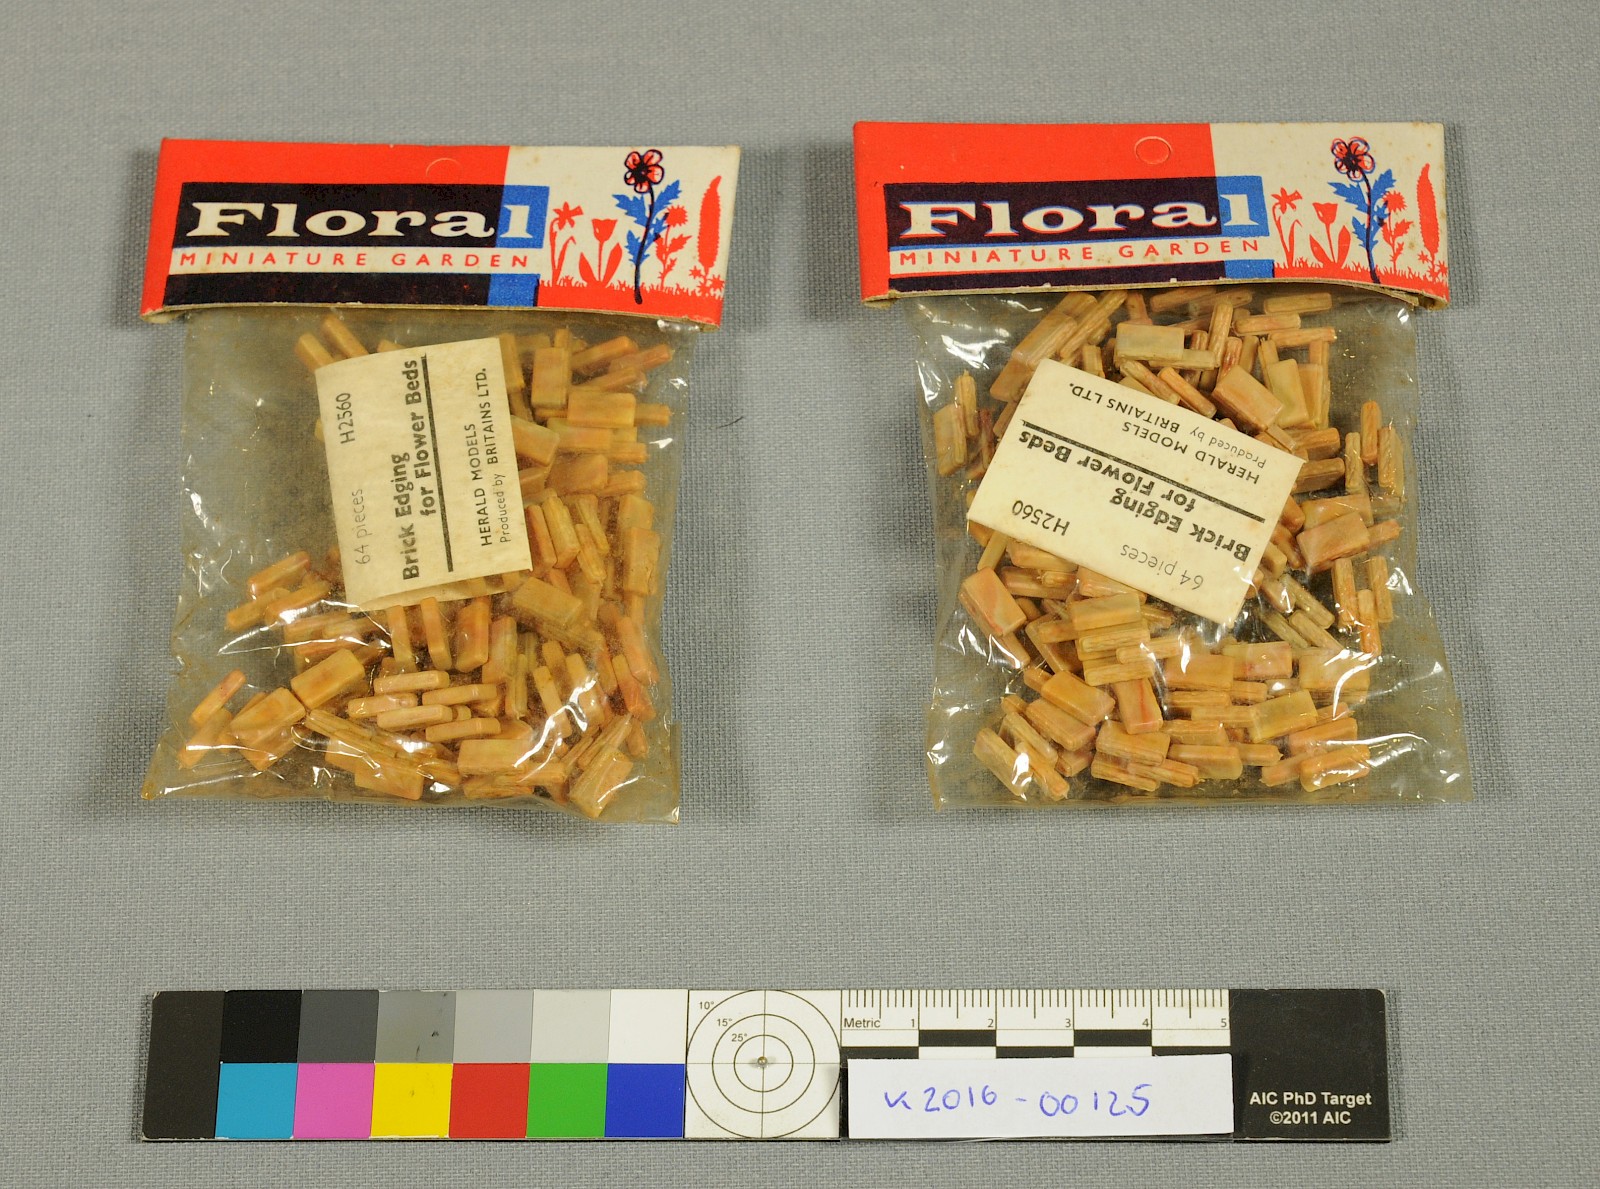 Floral
MINIATURE GARDEN
64 pieces H2560
Brick Edging
for Flower Beds
HERALD MODELS
Produced by BRITAINS LTD.
Floral
MINIATURE GARDEN
64 pieces H2560
Brick Edging
for Flower Beds
HERALD MODELS
Produced by BRITAINS LTD.
10°
15°
25°
Metric 1 2 3 4 5
K2016-00125
AIC PhD Target
©2011 AIC